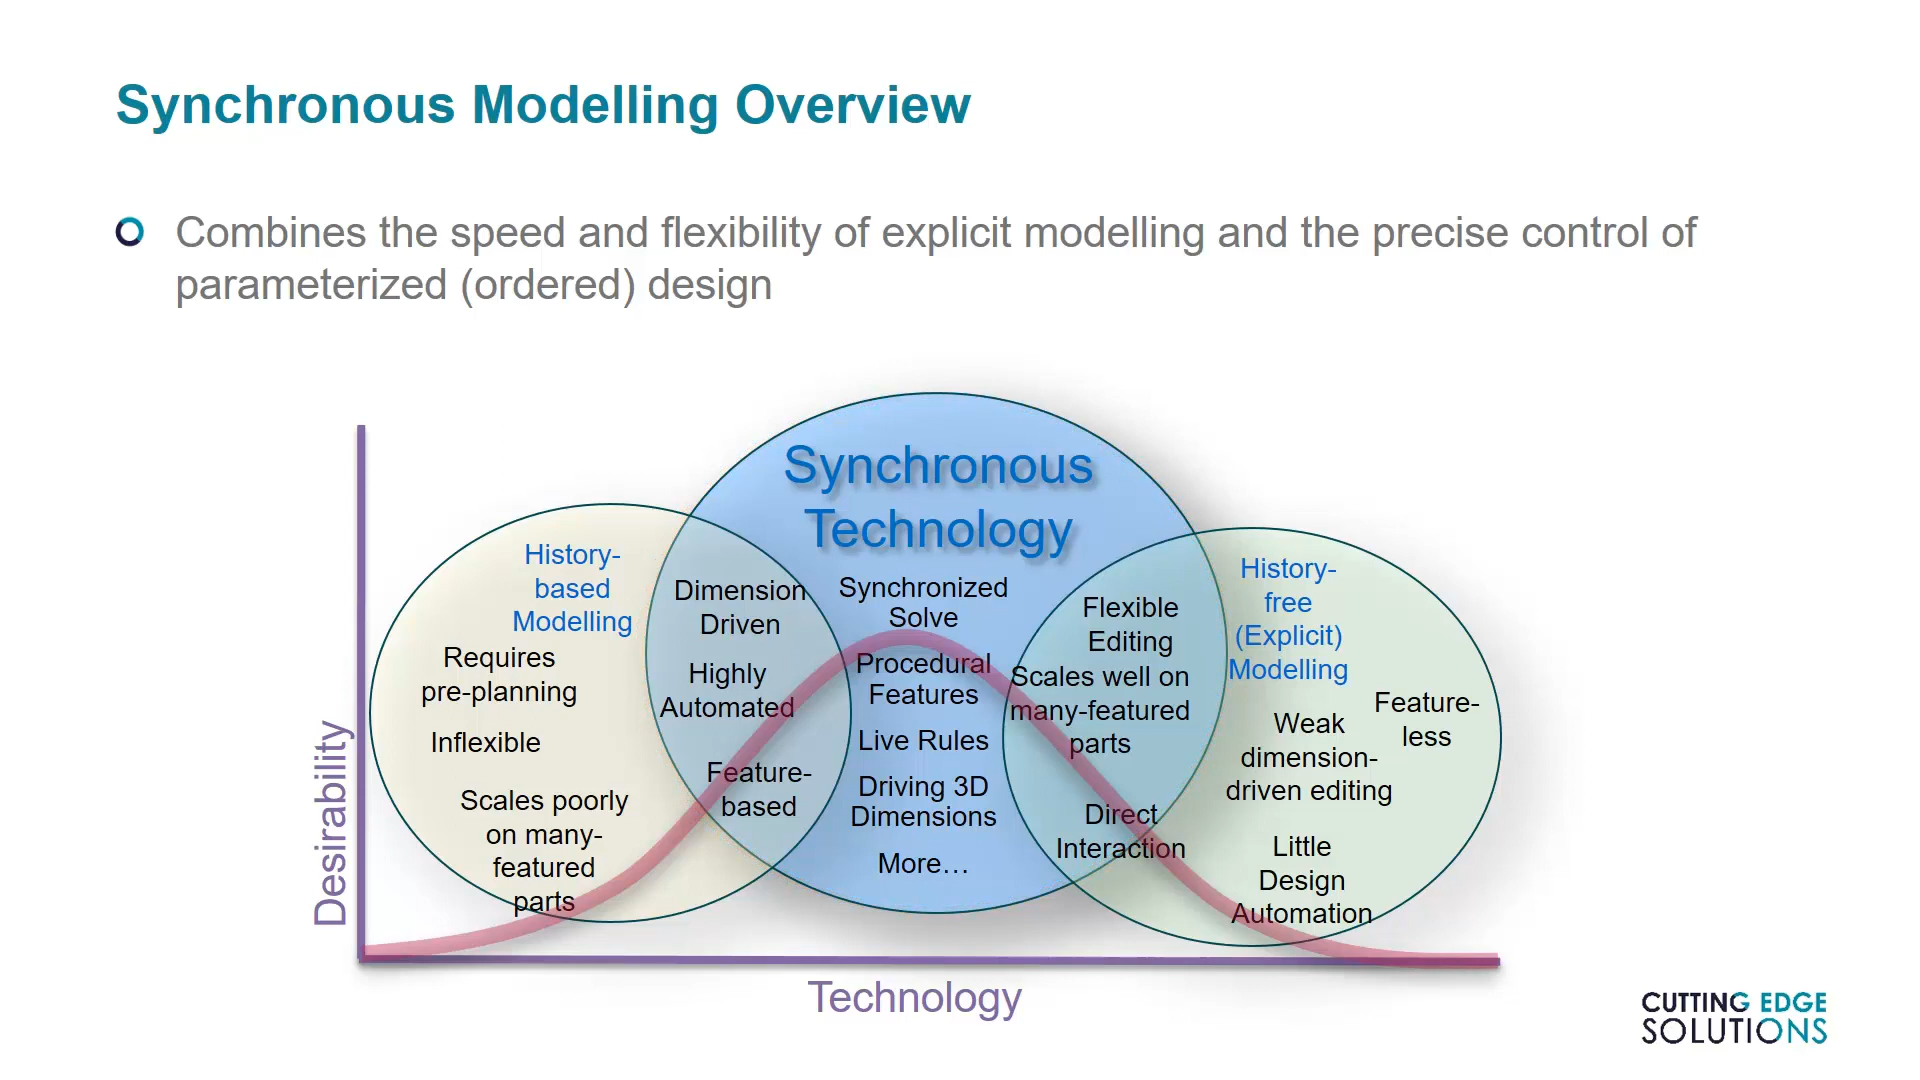 Synchronous Modelling Overview
Combines the speed and flexibility of explicit modelling and the precise control of
parameterized (ordered) design
Desirability
History-
based
Modelling
Requires
pre-planning
Inflexible
Scales poorly
on many-
featured
parts
Dimension
Driven
Highly
Automated
Feature-
based
Synchronous
Technology
Synchronized
Solve
Procedural
Features
Live Rules
Driving 3D
Dimensions
More…
Flexible
Editing
Scales well on
many-featured
parts
Direct
Interaction
History-
free
(Explicit)
Modelling
Feature-
less
Weak
dimension-
driven editing
Little
Design
Automation
Technology
CUTTING EDGE
SOLUTIONS